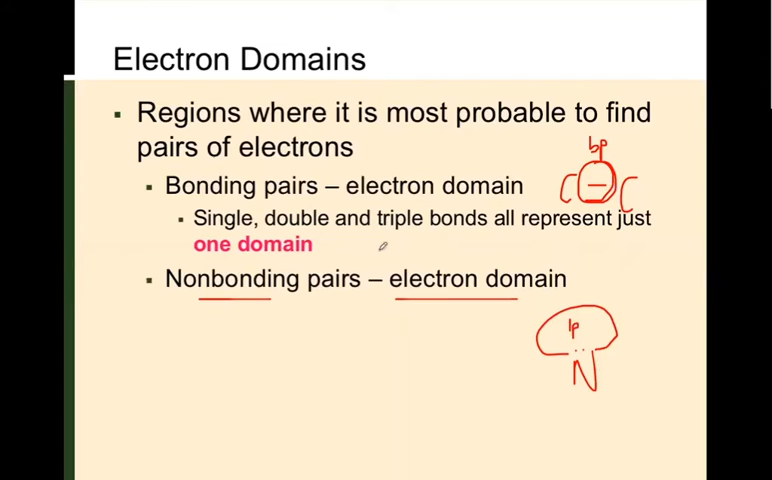 Electron Domains
Regions where it is most probable to find
pairs of electrons
bp
Bonding pairs – electron domain
C – C
Single, double and triple bonds all represent just
one domain
Nonbonding pairs – electron domain
lp
N